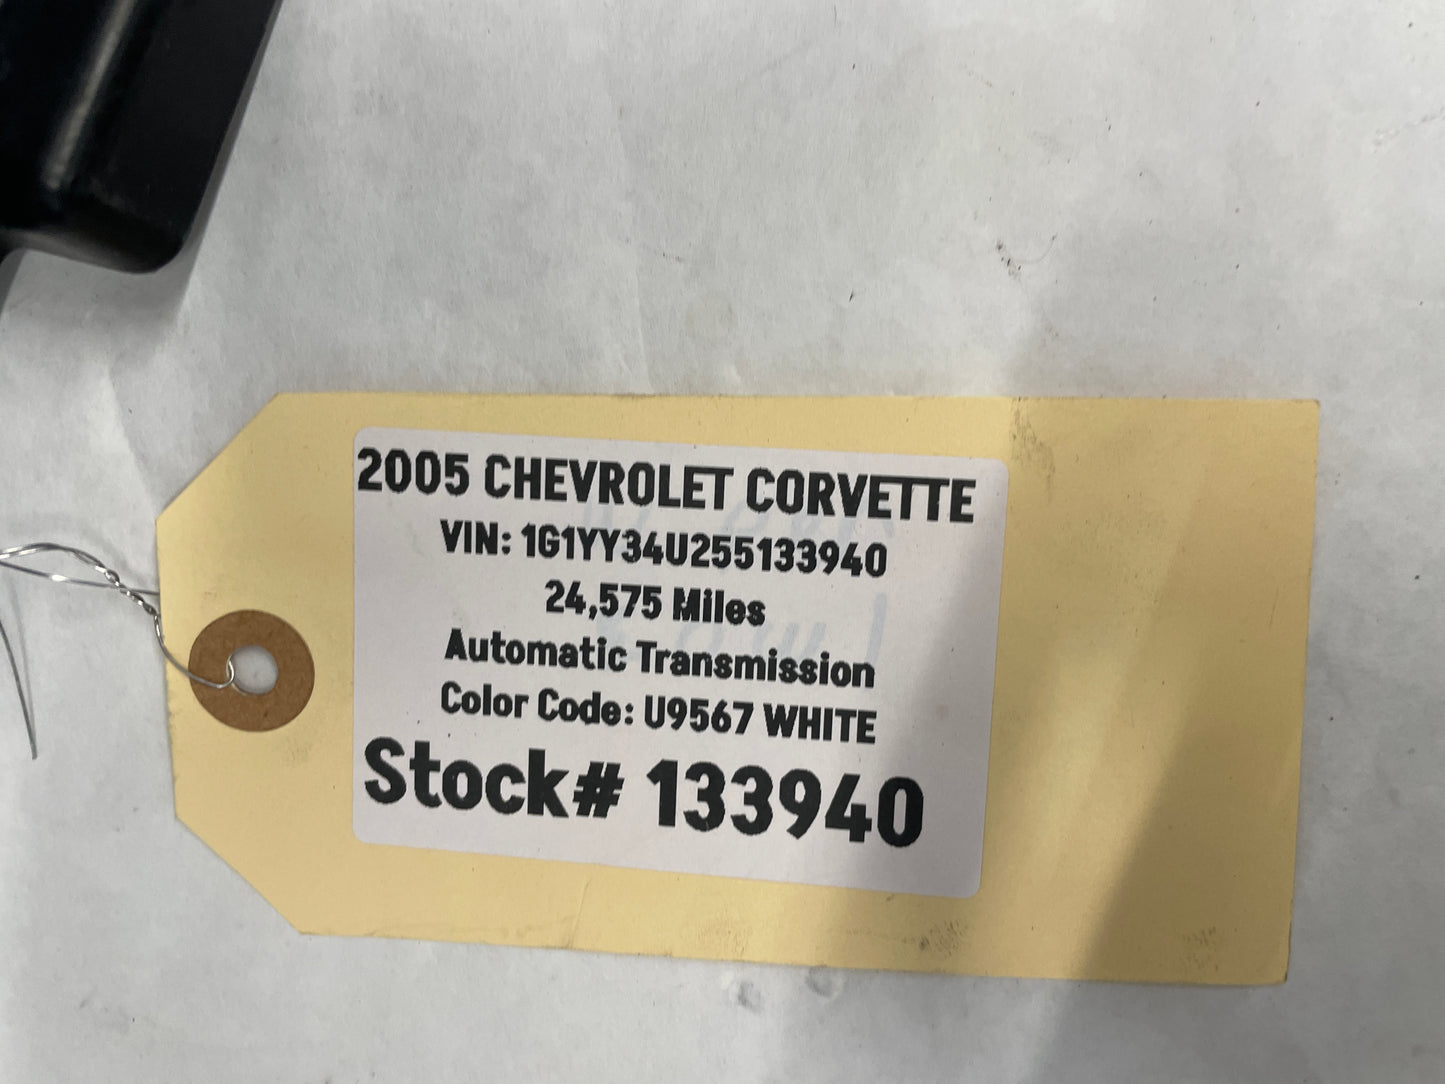 2005 CHEVROLET CORVETTE
VIN: 1G1YY34U255133940
24,575 Miles
Automatic Transmission
Color Code: U9567 WHITE
Stock# 133940